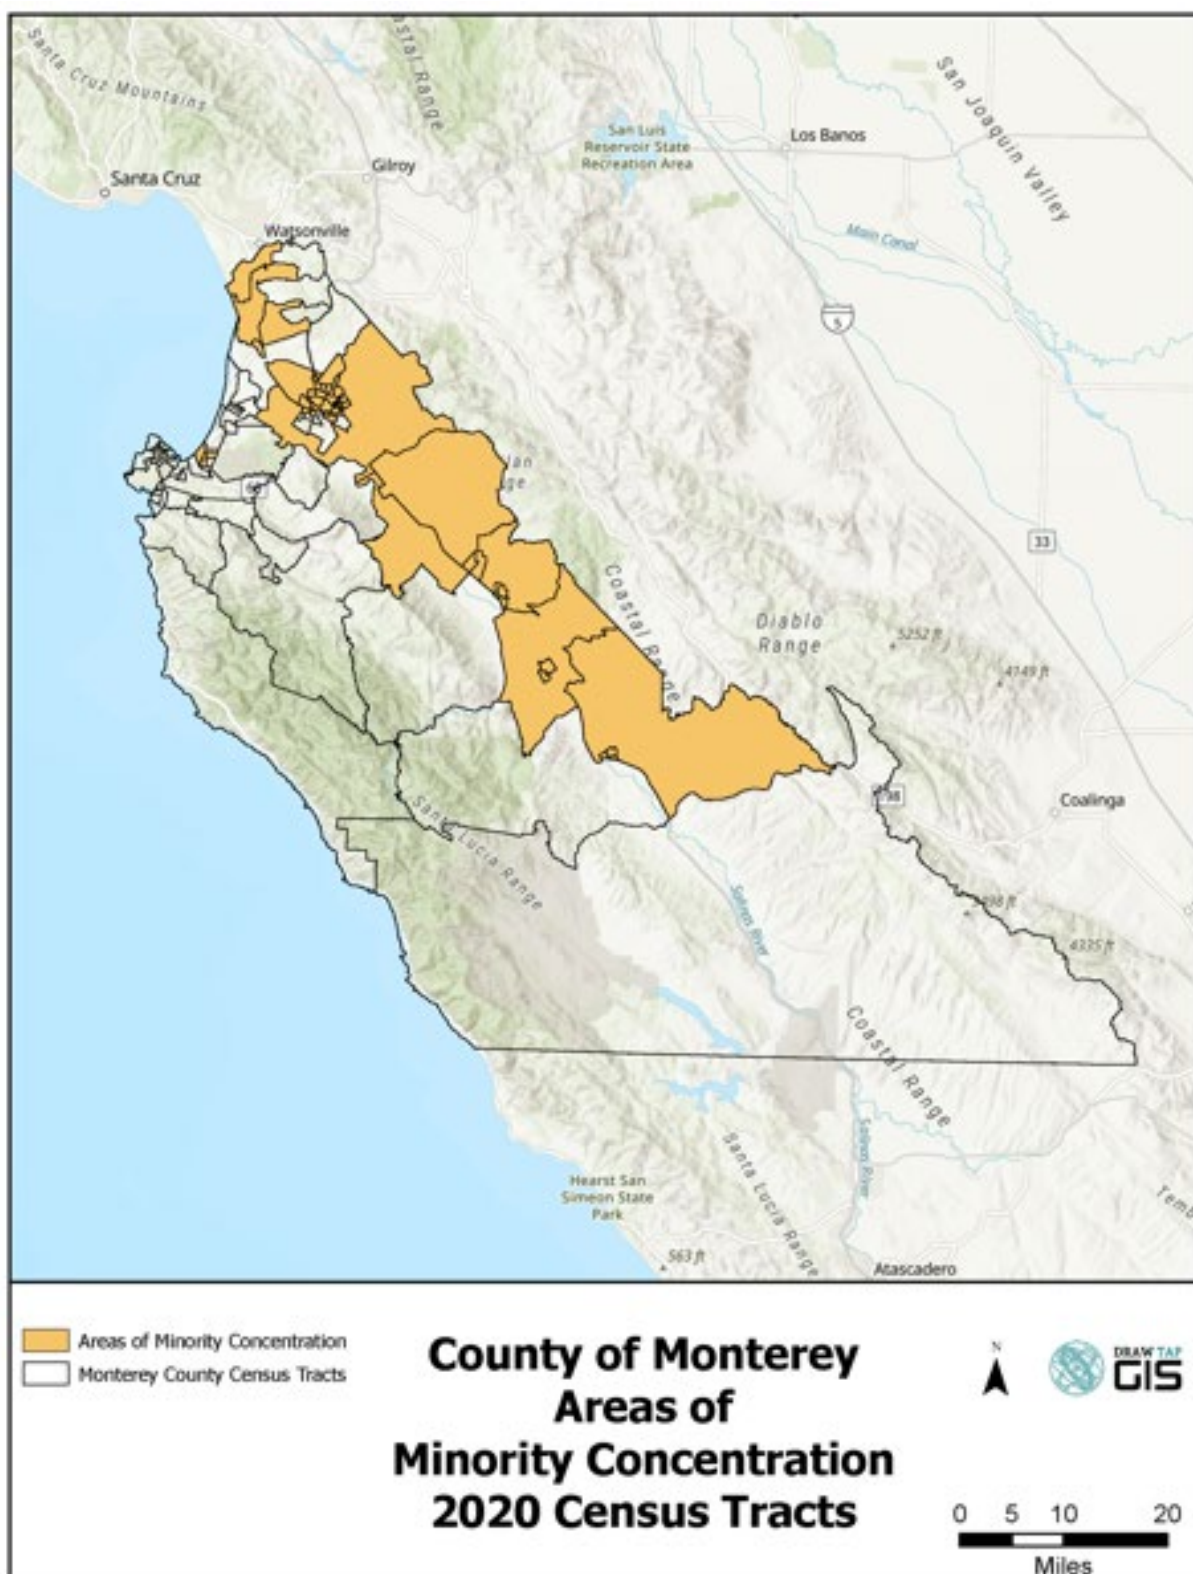 Santa Cruz Mountains
Coastal Range
San Luis
Reservoir State
Recreation Area
Los Banos
San Joaquin Valley
Gilroy
Santa Cruz
Watsonville
Main Canal
5
33
Coastal Range
Diablo
Range
5252 ft
4149 ft
Coalinga
Santa Lucia Range
4335 ft
Salinas River
Coastal Range
Salinas River
Santa Lucia Range
Hearst San
Simeon State
Park
563 ft
Atascadero
Areas of Minority Concentration
Monterey County Census Tracts
County of Monterey
Areas of
Minority Concentration
2020 Census Tracts
N
DRAW TAP
GIS
0 5 10 20
Miles